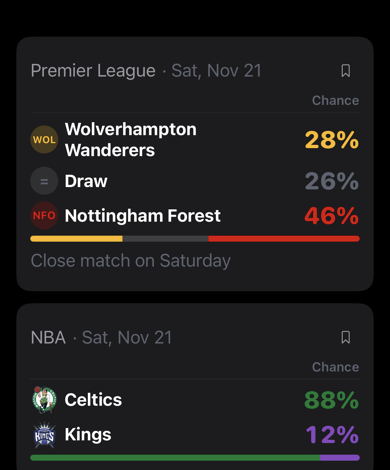 Premier League · Sat, Nov 21
Chance
WOL Wolverhampton
Wanderers 28%
= Draw 26%
NFO Nottingham Forest 46%
Close match on Saturday
NBA · Sat, Nov 21
Chance
Celtics 88%
KINGS Kings 12%